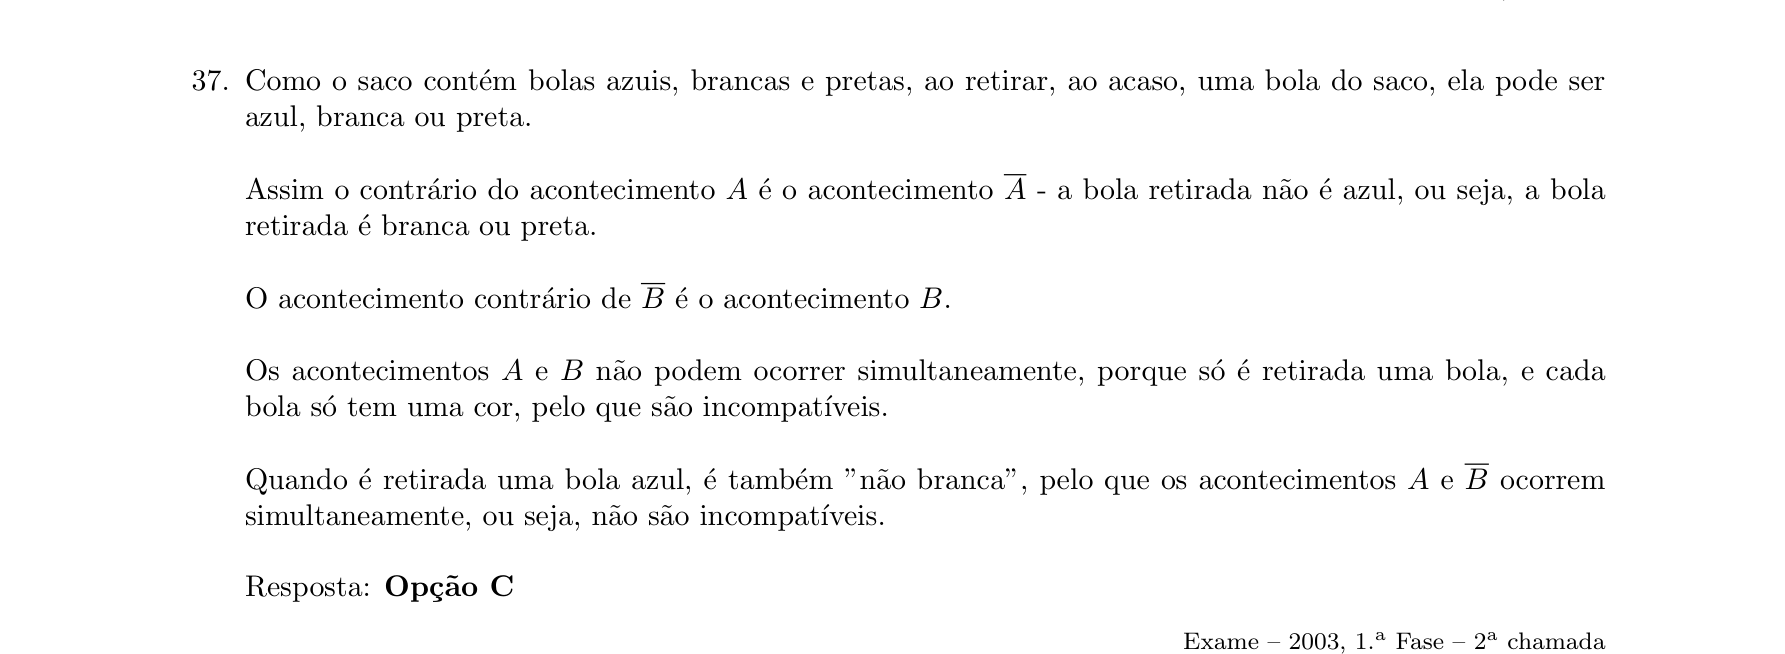 37. Como o saco contém bolas azuis, brancas e pretas, ao retirar, ao acaso, uma bola do saco, ela pode ser
azul, branca ou preta.
Assim o contrário do acontecimento A é o acontecimento A̅ - a bola retirada não é azul, ou seja, a bola
retirada é branca ou preta.
O acontecimento contrário de B̅ é o acontecimento B.
Os acontecimentos A e B não podem ocorrer simultaneamente, porque só é retirada uma bola, e cada
bola só tem uma cor, pelo que são incompatíveis.
Quando é retirada uma bola azul, é também ”não branca”, pelo que os acontecimentos A e B̅ ocorrem
simultaneamente, ou seja, não são incompatíveis.
Resposta: Opção C
Exame – 2003, 1.ª Fase – 2ª chamada